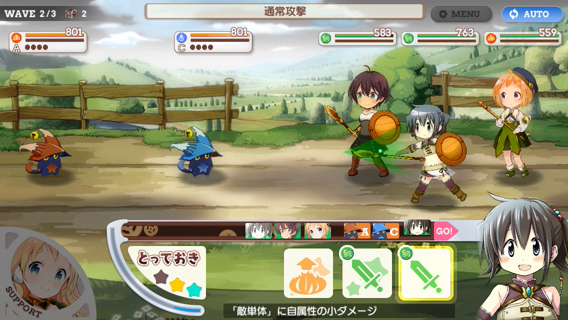 WAVE 2/3 2
通常攻撃
MENU
AUTO
801
A
801
C
583
763
559
A
C
GO!
とっておき
SUPPORT
「敵単体」に自属性の小ダメージ